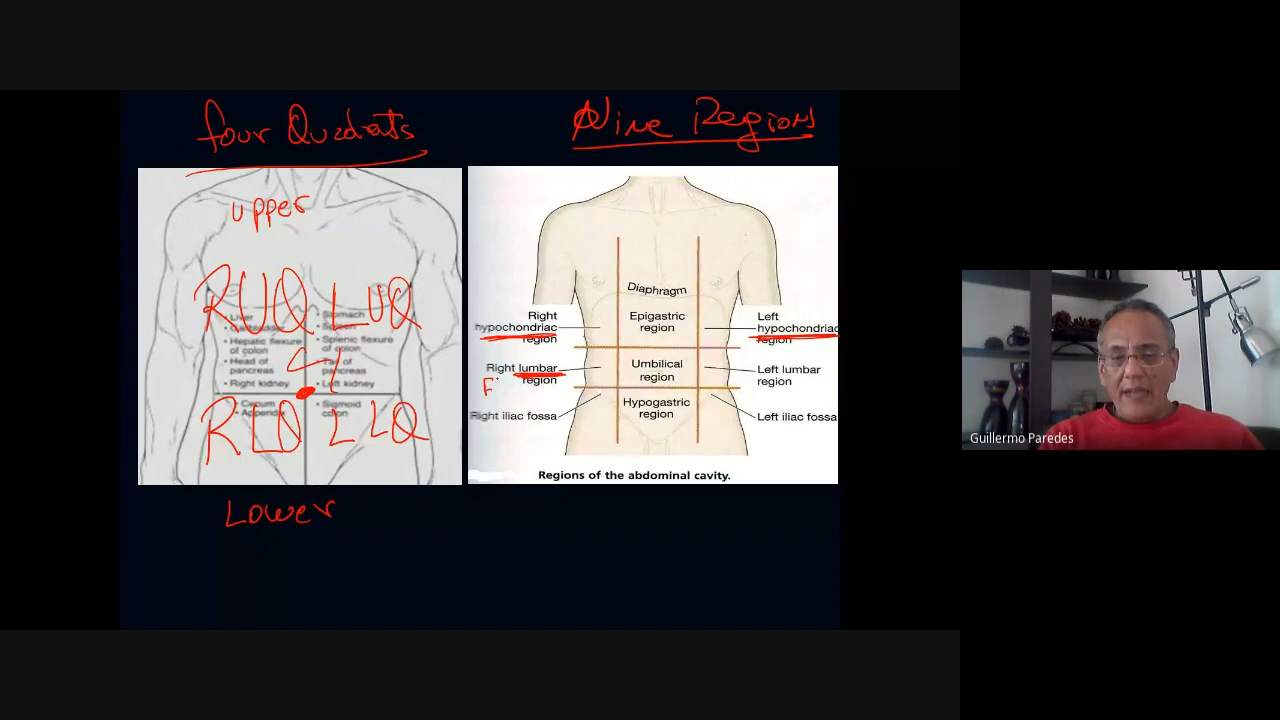 four Quadrats
Nine Regions
upper
RUQ
LUQ
• Liver
• Gallbladder
• Hepatic flexure
of colon
• Head of
pancreas
• Right kidney
• Stomach
• Spleen
• Splenic flexure
of colon
• Tail of
pancreas
• Left kidney
RLQ
LLQ
• Cecum
• Appendix
• Sigmoid
colon
Lower
Diaphragm
Right
hypochondriac
region
Epigastric
region
Left
hypochondriac
region
Right lumbar
region
F
Umbilical
region
Left lumbar
region
Right iliac fossa
Hypogastric
region
Left iliac fossa
Regions of the abdominal cavity.
Guillermo Paredes